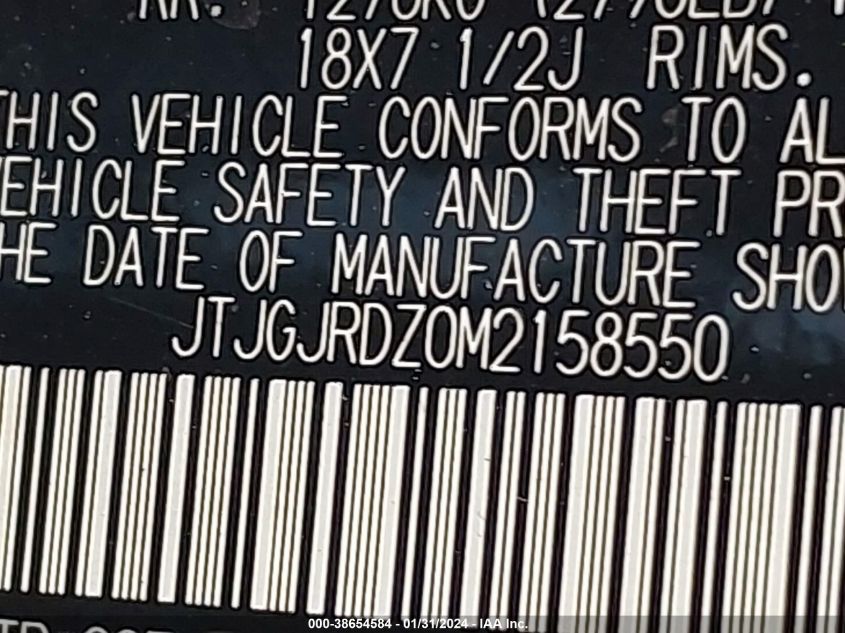 18X7 1/2J RIMS.
THIS VEHICLE CONFORMS TO AL
VEHICLE SAFETY AND THEFT PR
HE DATE OF MANUFACTURE SHO
JTJGJRDZ0M2158550
000-38654584 - 01/31/2024 - IAA Inc.